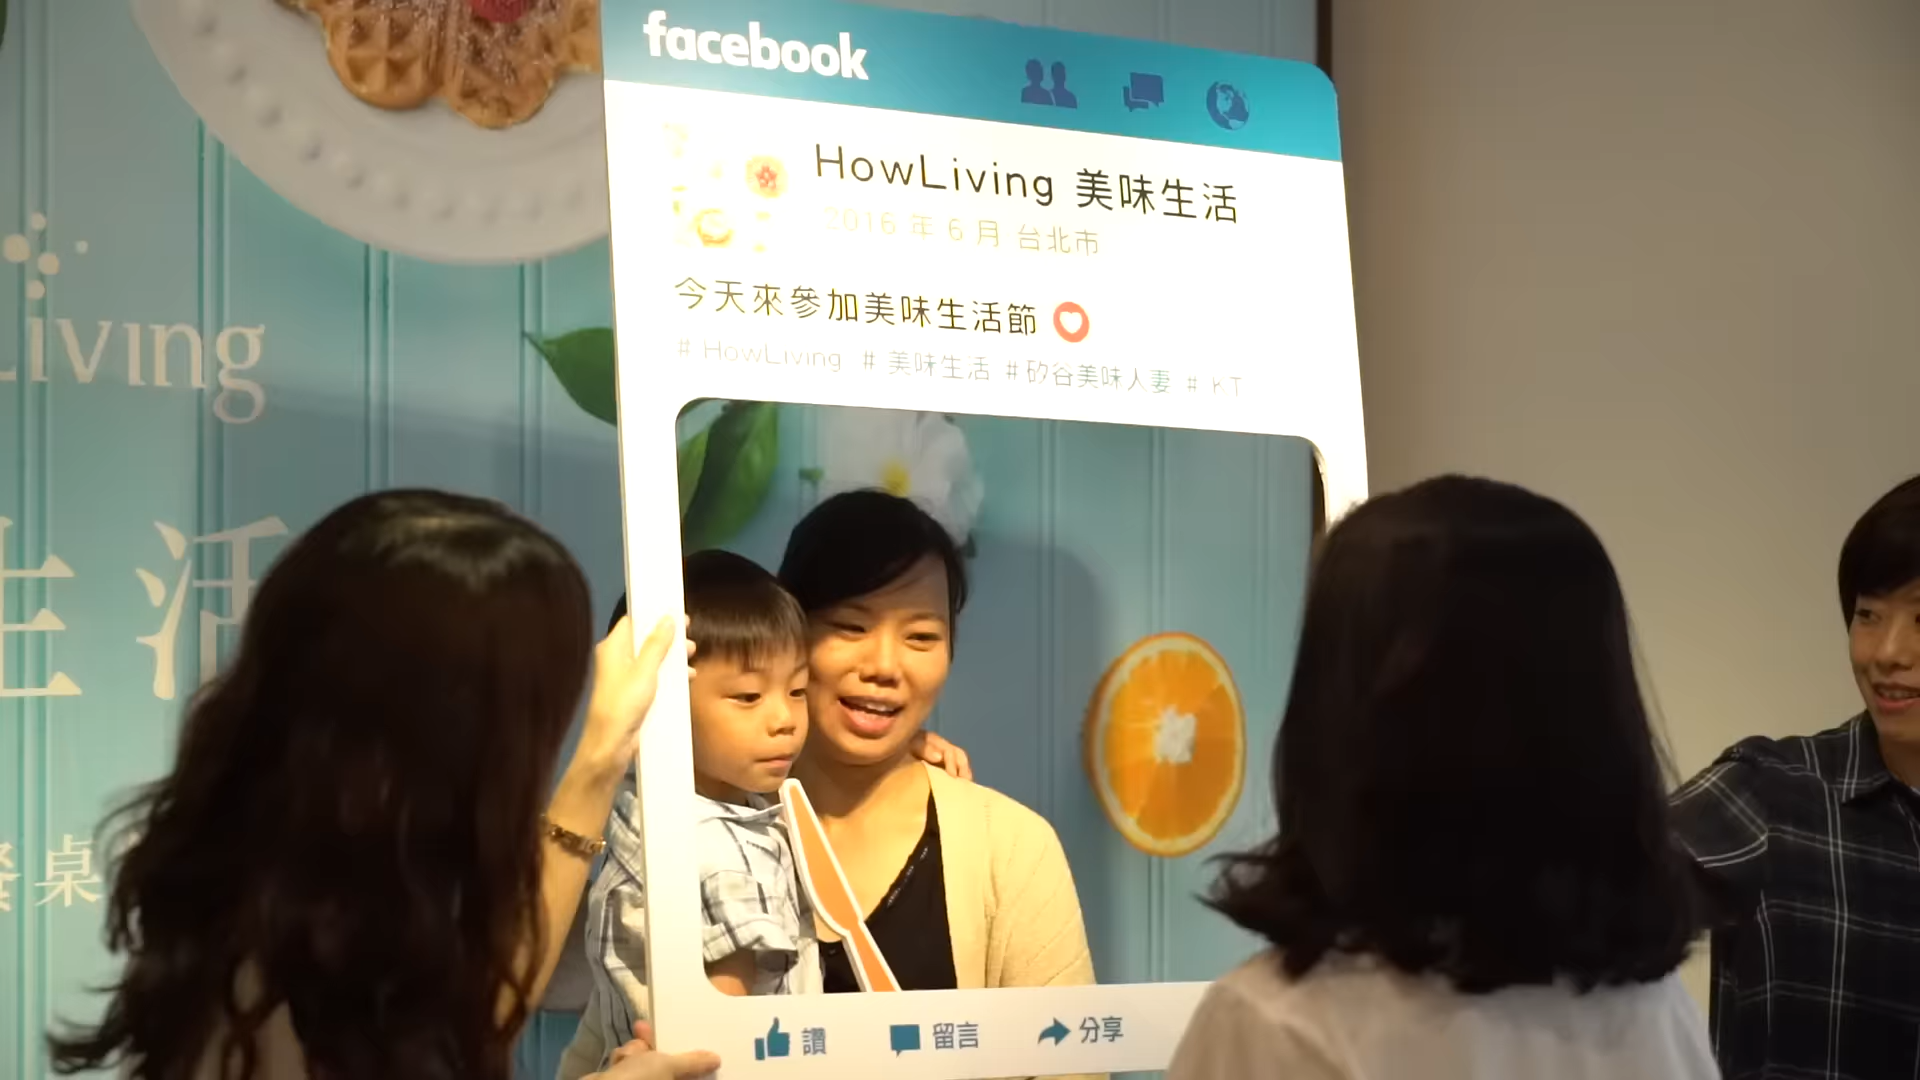 facebook
HowLiving 美味生活
2016 年 6 月 台北市
今天來參加美味生活節
# HowLiving # 美味生活 #矽谷美味人妻 # KT
Living
生活
餐桌
讚 留言 分享